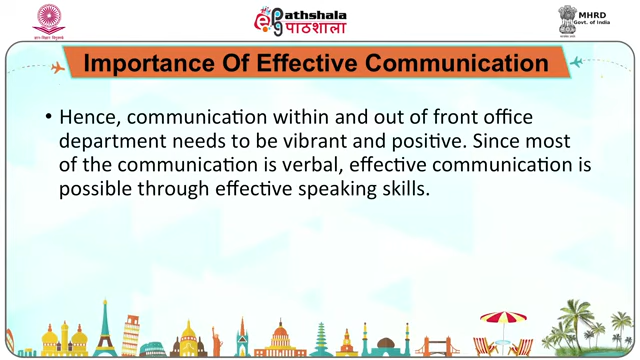 ePathshala
पाठशाला
MHRD
Govt. of India
Importance Of Effective Communication
• Hence, communication within and out of front office
department needs to be vibrant and positive. Since most
of the communication is verbal, effective communication is
possible through effective speaking skills.